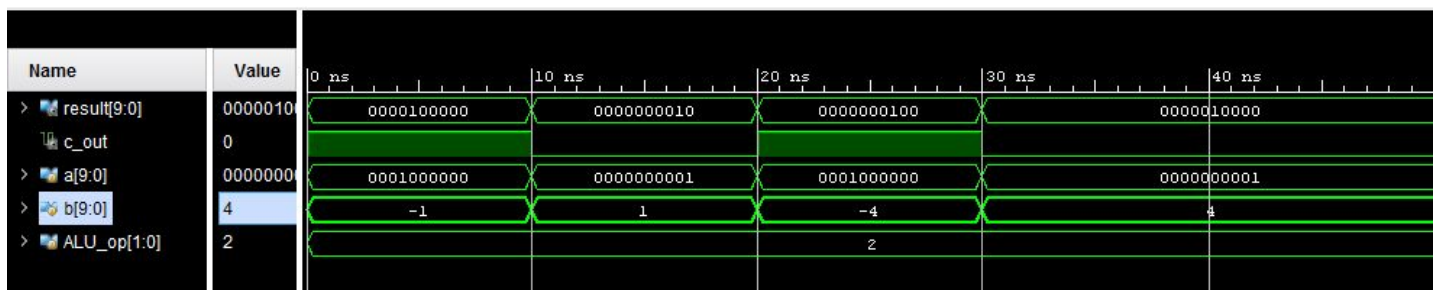 Name Value 0 ns 10 ns 20 ns 30 ns 40 ns
result[9:0] 0000010 0000100000 0000000010 0000000100 0000010000
c_out 0
a[9:0] 0000000 0001000000 0000000001 0001000000 0000000001
b[9:0] 4 -1 1 -4 4
ALU_op[1:0] 2 2